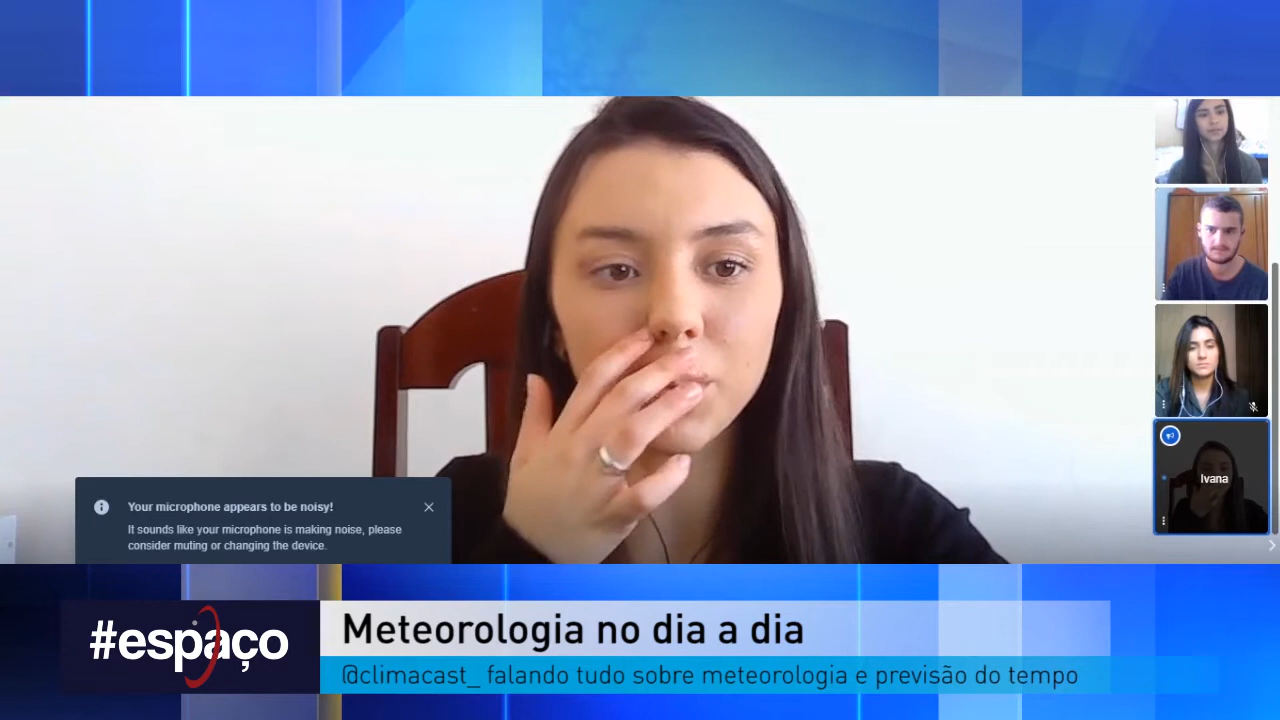 Ivana
Your microphone appears to be noisy!
It sounds like your microphone is making noise, please
consider muting or changing the device.
#espaço
Meteorologia no dia a dia
@climacast_ falando tudo sobre meteorologia e previsão do tempo